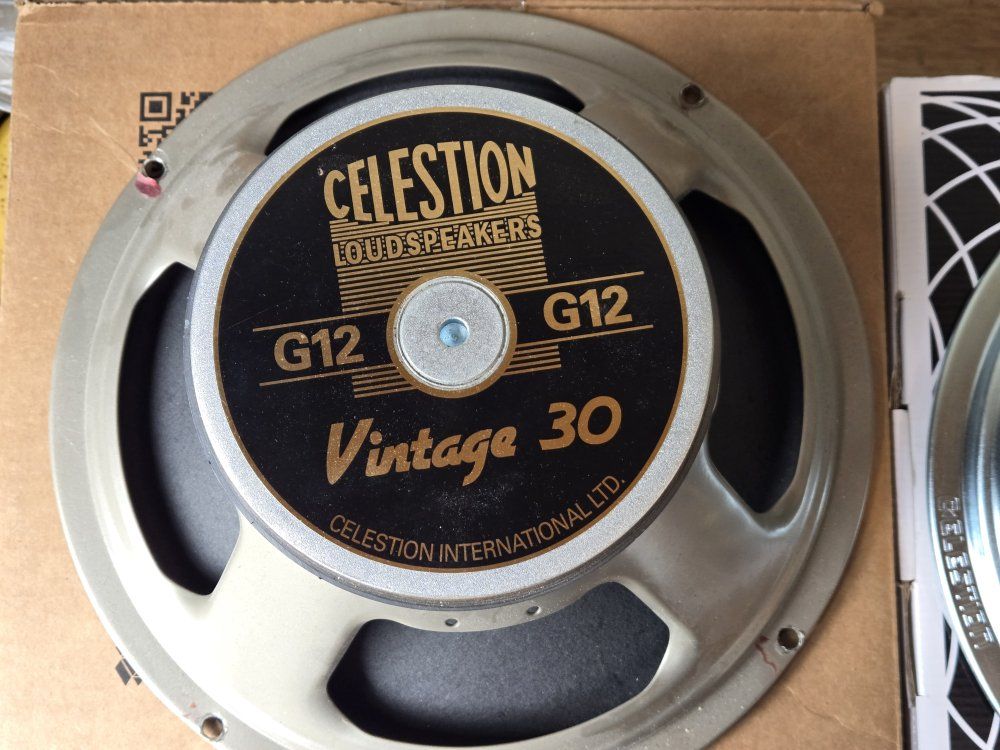 CELESTION
LOUDSPEAKERS
G12 G12
Vintage 30
CELESTION INTERNATIONAL LTD.